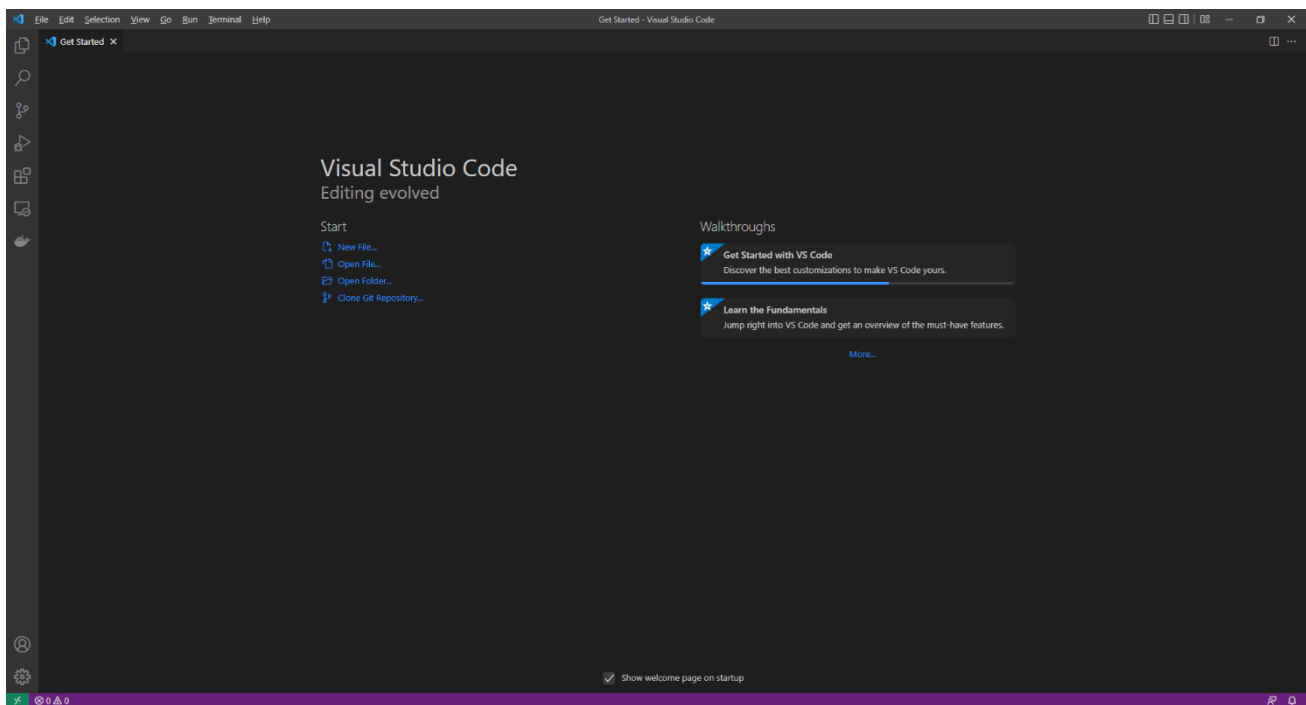 File Edit Selection View Go Run Terminal Help
Get Started - Visual Studio Code
Get Started
Visual Studio Code
Editing evolved
Start
New File...
Open File...
Open Folder...
Clone Git Repository...
Walkthroughs
Get Started with VS Code
Discover the best customizations to make VS Code yours.
Learn the Fundamentals
Jump right into VS Code and get an overview of the must-have features.
More...
Show welcome page on startup
0 0